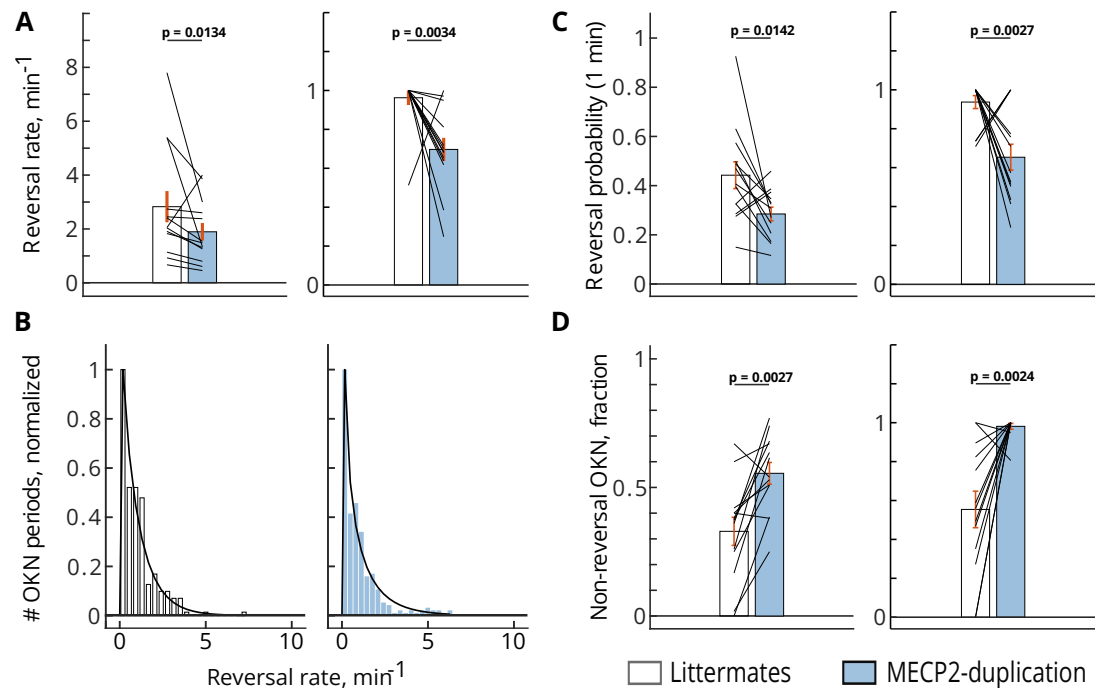 A
p = 0.0134
p = 0.0034
Reversal rate, min-1
8
6
4
2
0
1
0
C
p = 0.0142
p = 0.0027
Reversal probability (1 min)
1
0.8
0.6
0.4
0.2
0
1
0
B
# OKN periods, normalized
1
0.8
0.6
0.4
0.2
0
0 5 10
0 5 10
Reversal rate, min-1
D
p = 0.0027
p = 0.0024
Non-reversal OKN, fraction
1
0.5
0
1
0
Littermates
MECP2-duplication